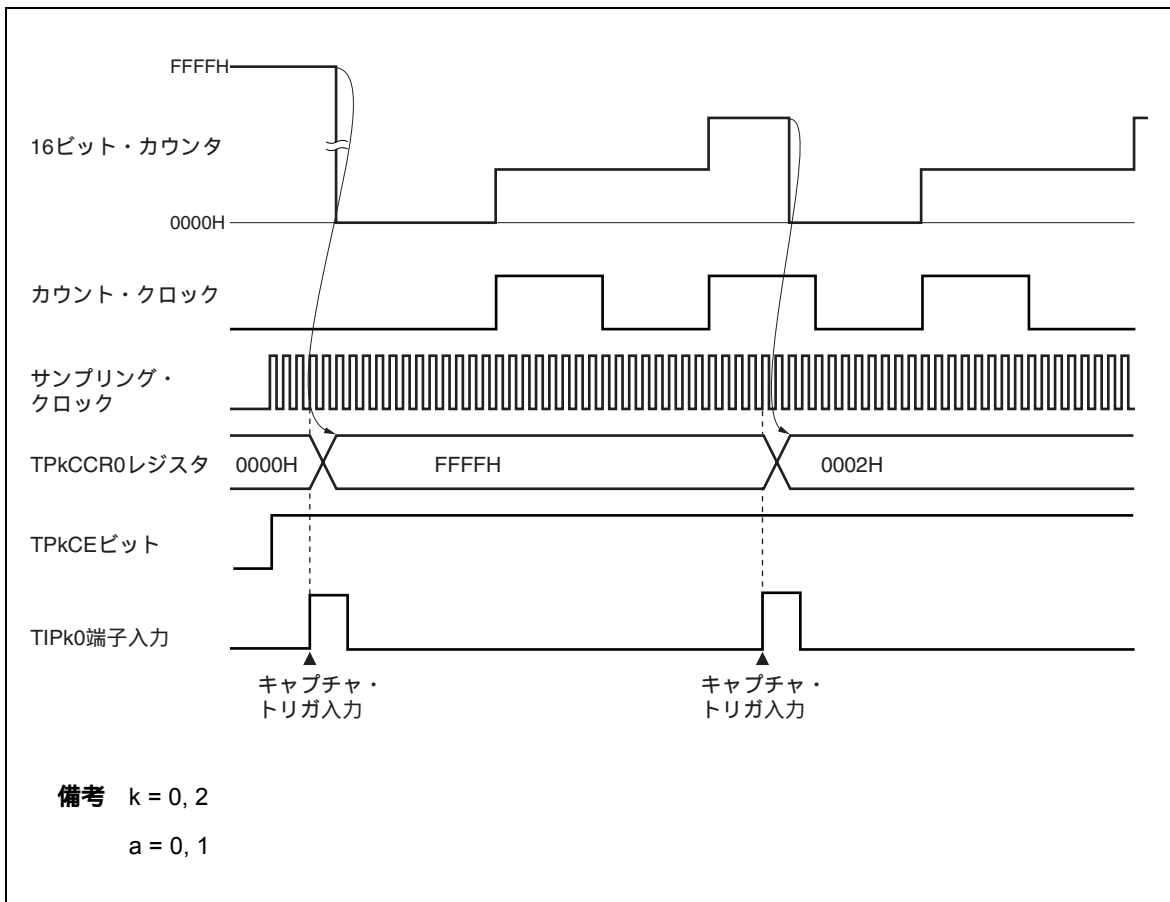 FFFFH
16ビット・カウンタ
0000H
カウント・クロック
サンプリング・
クロック
TPkCCR0レジスタ 0000H FFFFH 0002H
TPkCEビット
TIPk0端子入力
キャプチャ・
トリガ入力
キャプチャ・
トリガ入力
備考 k = 0, 2
a = 0, 1